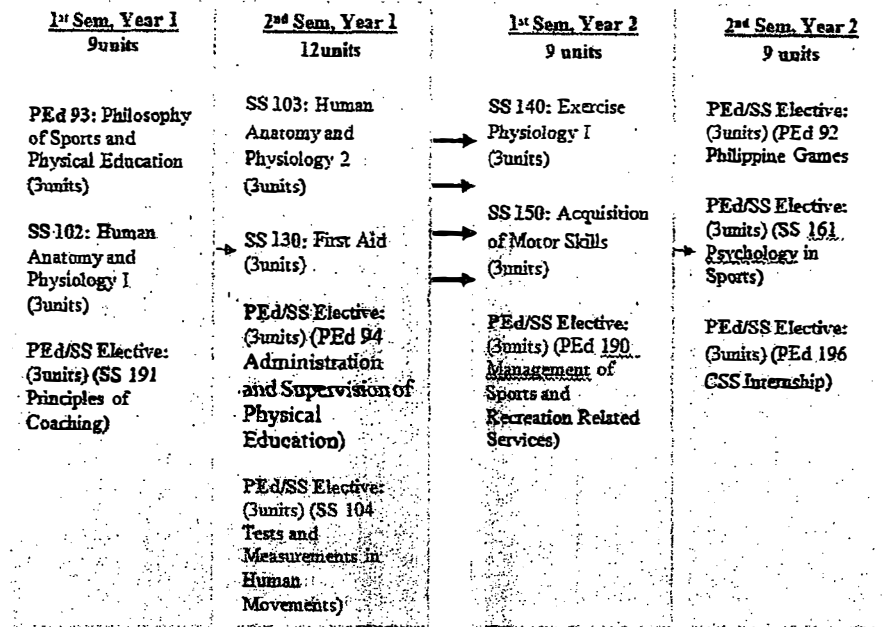 1st Sem, Year I
9units
PEd 93: Philosophy
of Sports and
Physical Education
(3units)
SS 102: Human
Anatomy and
Physiology I
(3units)
PEd/SS Elective:
(3units) (SS 191
Principles of
Coaching)
2nd Sem, Year 1
12units
SS 103: Human
Anatomy and
Physiology 2
(3units)
SS 130: First Aid
(3units)
PEd/SS Elective:
(3units) (PEd 94
Administration
and Supervision of
Physical
Education)
PEd/SS Elective:
(3units) (SS 104
Tests and
Measurements in
Human
Movements)
1st Sem, Year 2
9 units
SS 140: Exercise
Physiology I
(3units)
SS 150: Acquisition
of Motor Skills
(3units)
PEd/SS Elective:
(3units) (PEd 190
Management of
Sports and
Recreation Related
Services)
2nd Sem, Year 2
9 units
PEd/SS Elective:
(3units) (PEd 92
Philippine Games
PEd/SS Elective:
(3units) (SS 161
Psychology in
Sports)
PEd/SS Elective:
(3units) (PEd 196
CSS Internship)